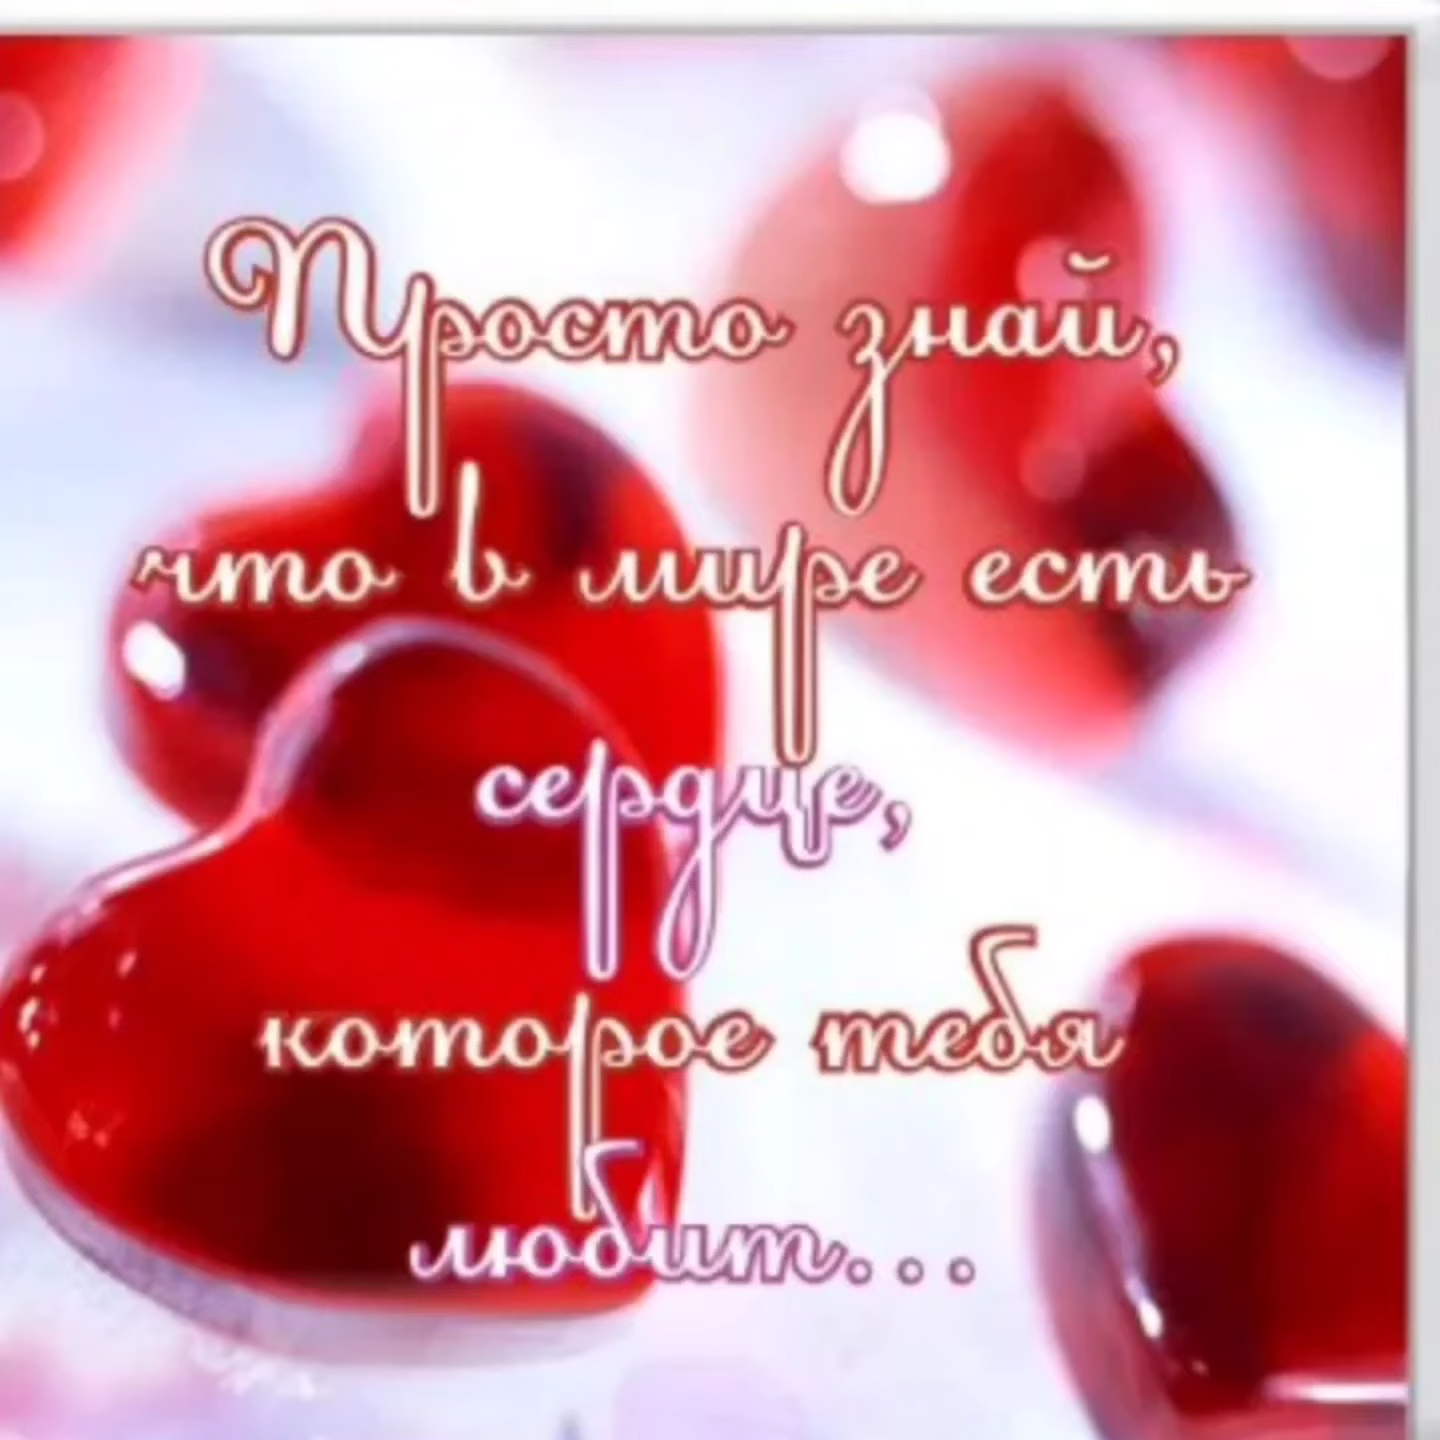 Просто знай,
что в мире есть
сердце,
которое тебя
любит...